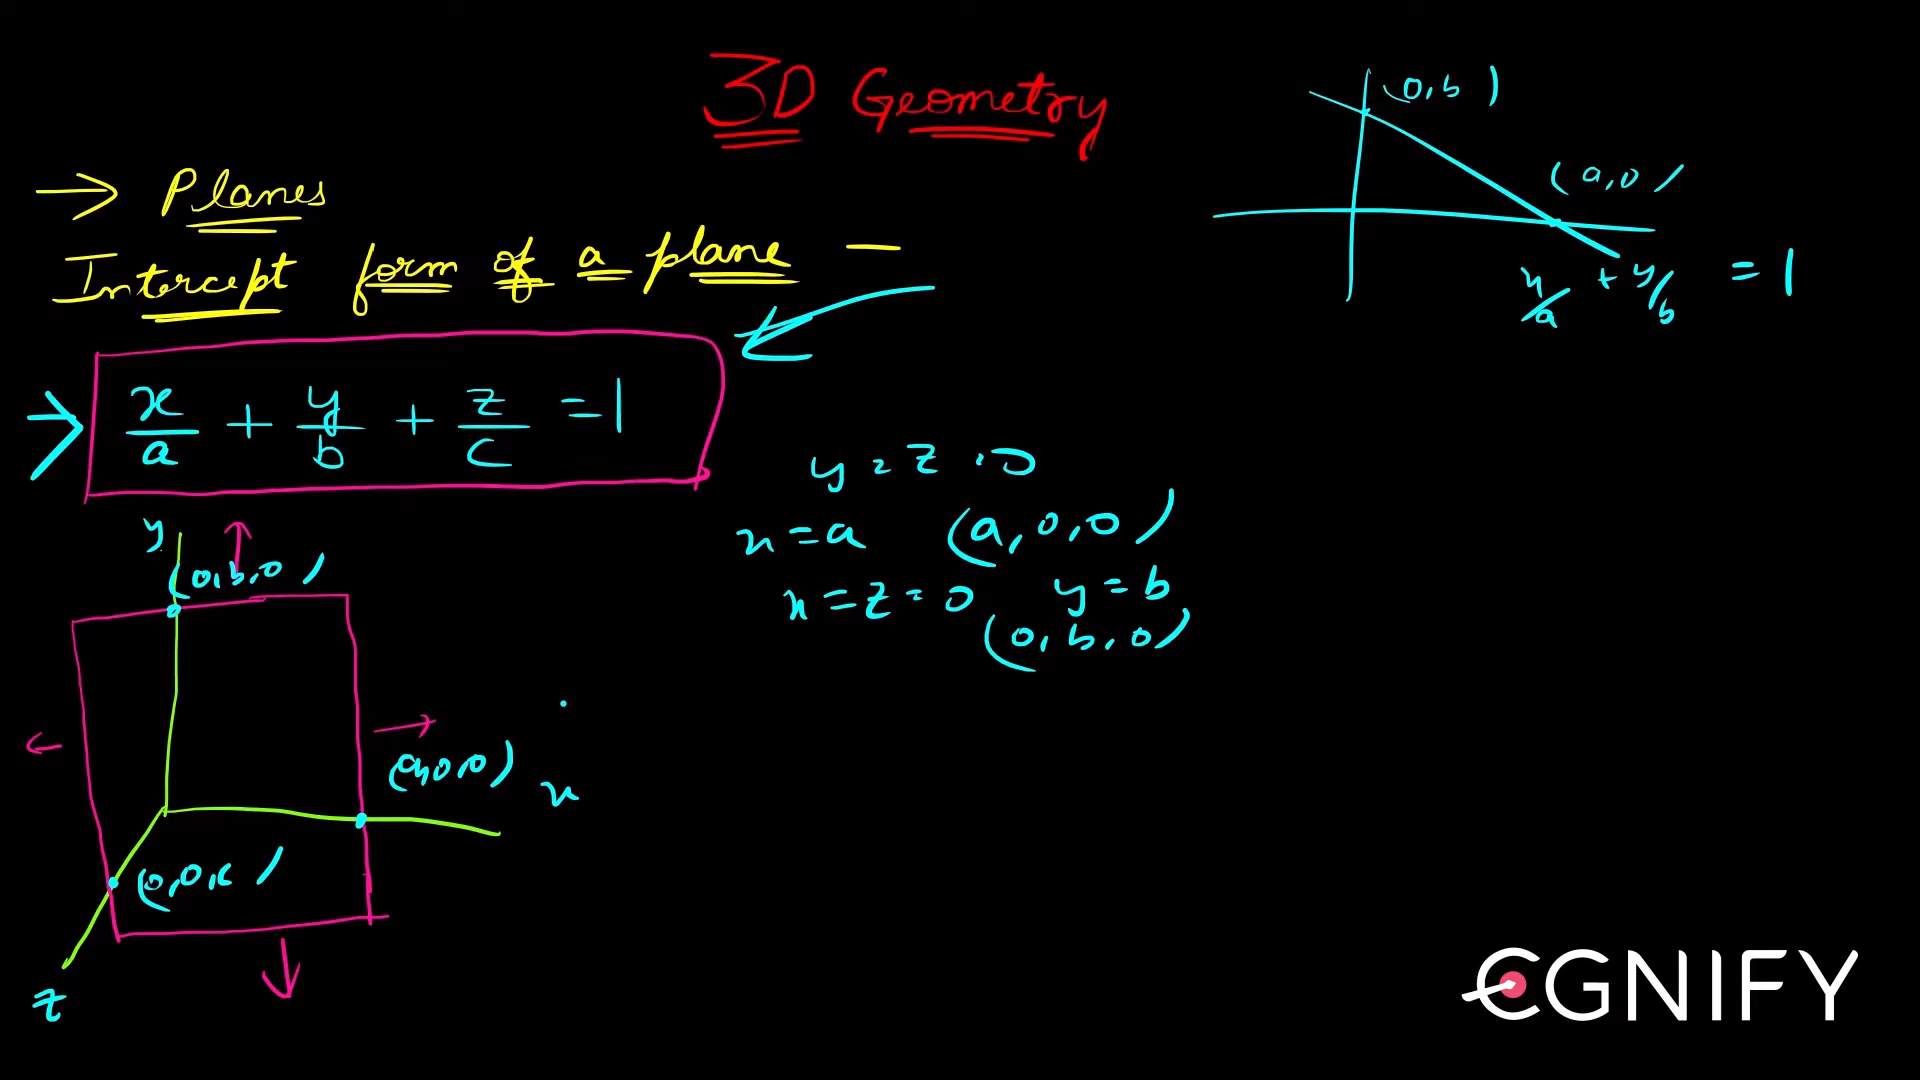 3D Geometry
(0,b)
(a,0)
x/a + y/b = 1
→ Planes
Intercept form of a plane —
x/a + y/b + z/c = 1
y = z = 0
x = a (a,0,0)
x = z = 0 y = b
(0,b,0)
y
(0,b,0)
(a,0,0)
x
(0,0,c)
z
EGNIFY